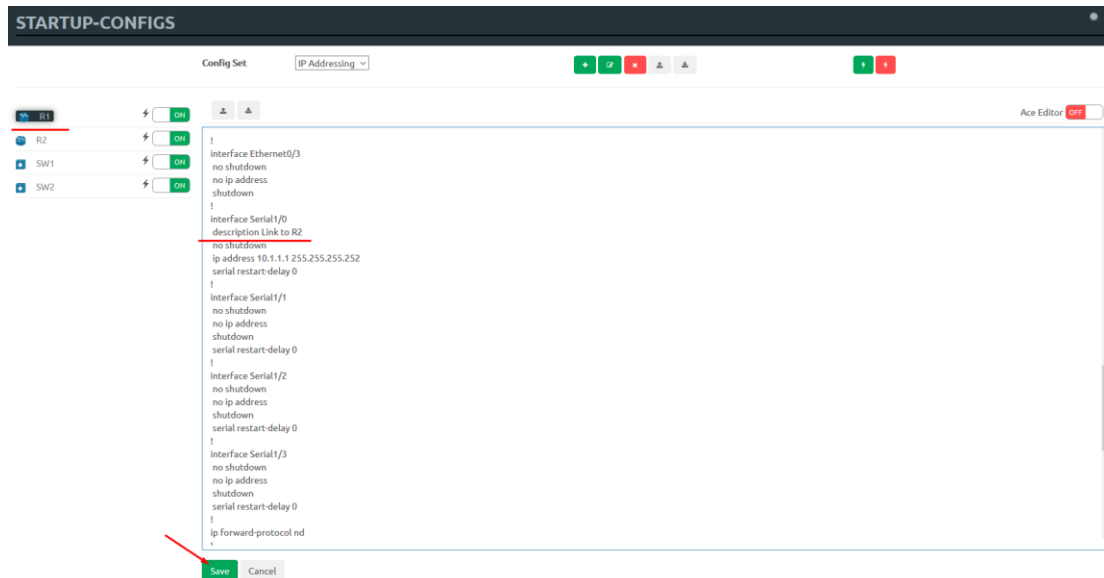 STARTUP-CONFIGS
Config Set IP Addressing
R1 ON
R2 ON
SW1 ON
SW2 ON
Ace Editor OFF
!
interface Ethernet0/3
no shutdown
no ip address
shutdown
!
interface Serial1/0
description Link to R2
no shutdown
ip address 10.1.1.1 255.255.255.252
serial restart-delay 0
!
interface Serial1/1
no shutdown
no ip address
shutdown
serial restart-delay 0
!
interface Serial1/2
no shutdown
no ip address
shutdown
serial restart-delay 0
!
interface Serial1/3
no shutdown
no ip address
shutdown
serial restart-delay 0
!
ip forward-protocol nd
!
Save Cancel